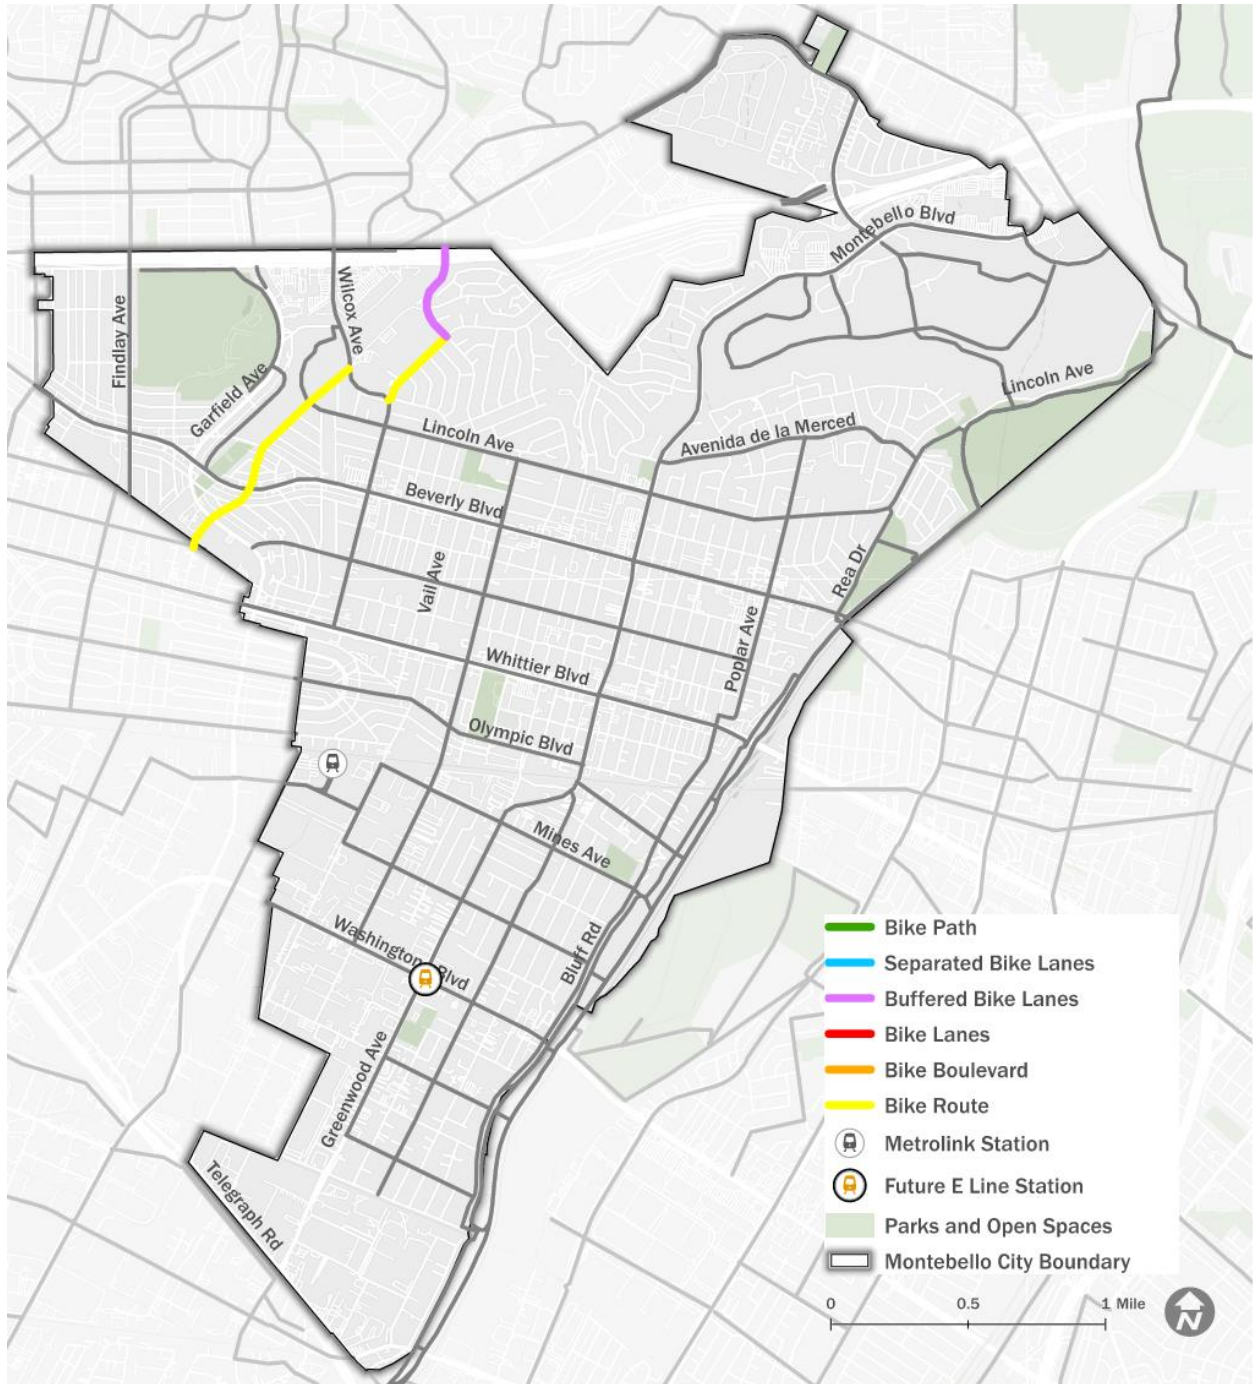 Montebello Blvd
Findlay Ave
Wilcox Ave
Garfield Ave
Lincoln Ave
Lincoln Ave
Avenida de la Merced
Beverly Blvd
Vail Ave
Rea Dr
Poplar Ave
Whittier Blvd
Olympic Blvd
Mines Ave
Washington Blvd
Bluff Rd
Greenwood Ave
Telegraph Rd
Bike Path
Separated Bike Lanes
Buffered Bike Lanes
Bike Lanes
Bike Boulevard
Bike Route
Metrolink Station
Future E Line Station
Parks and Open Spaces
Montebello City Boundary
0 0.5 1 Mile
N